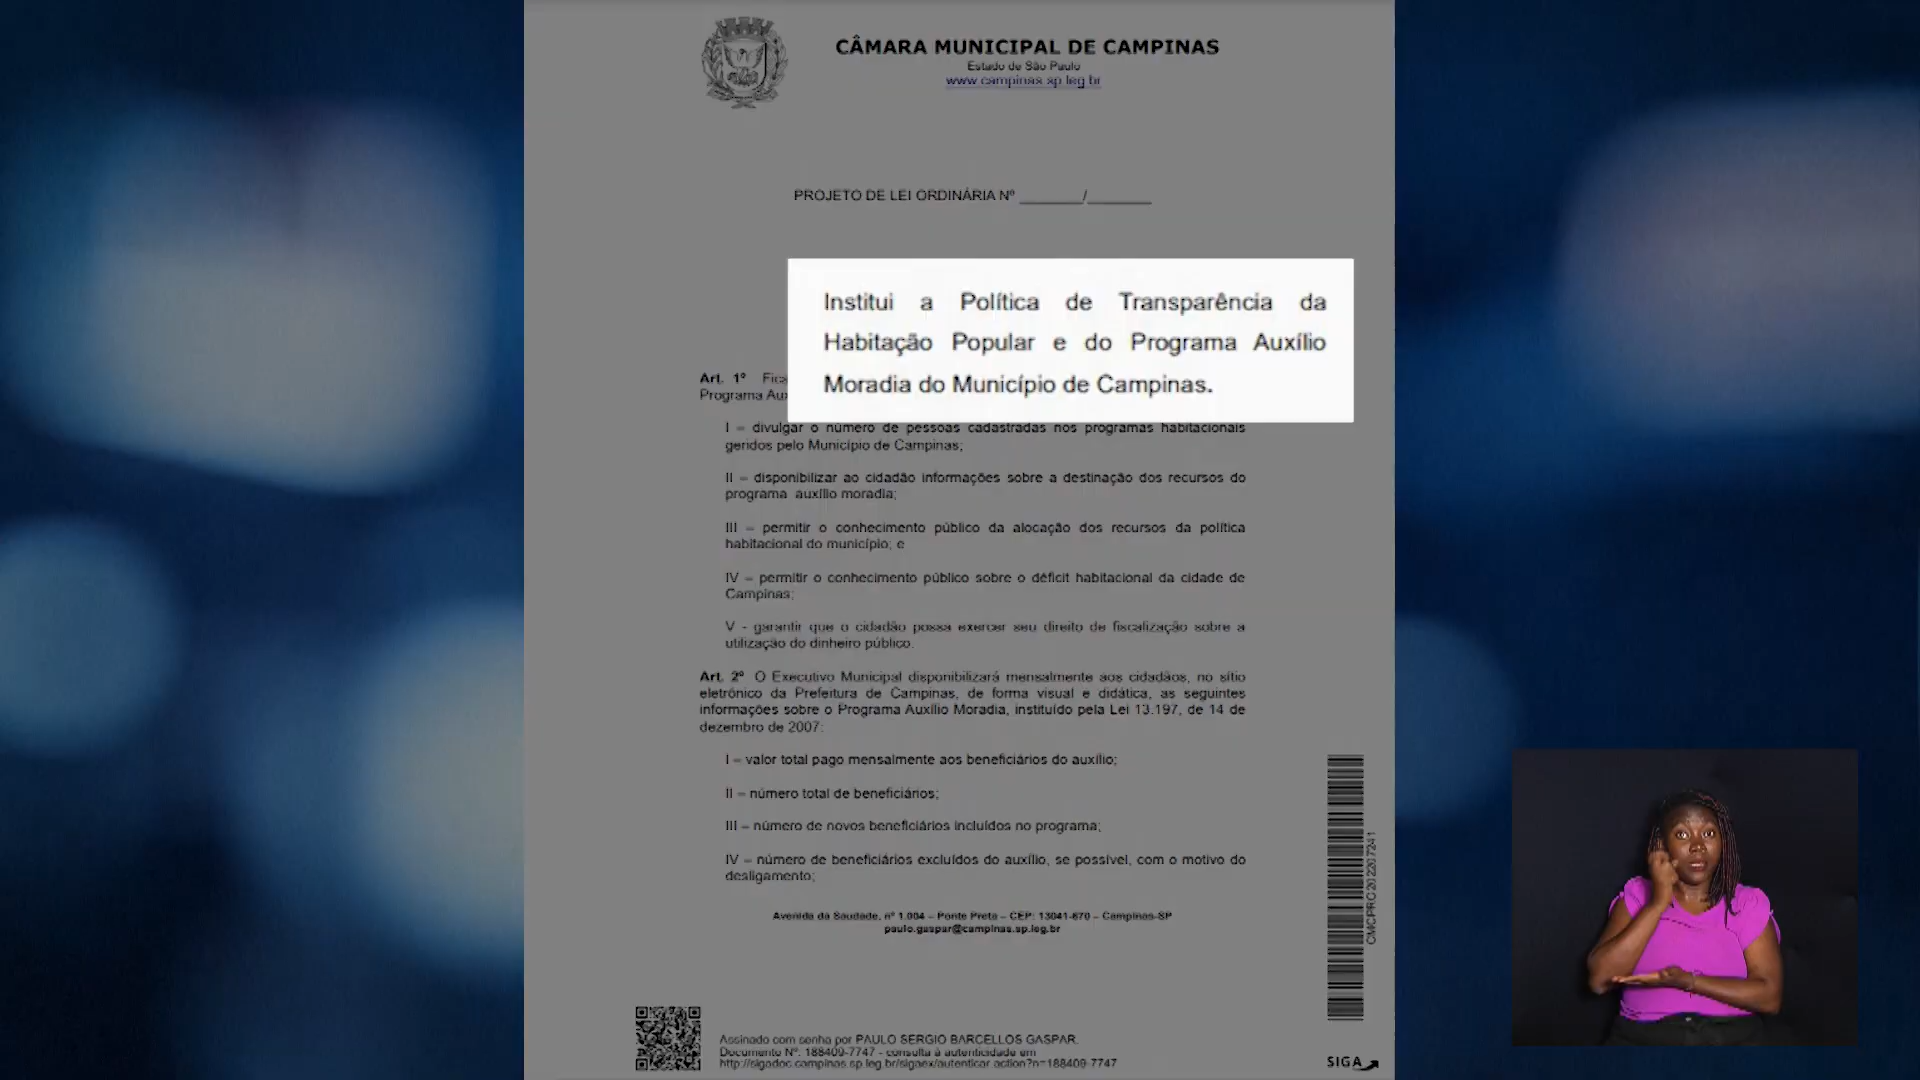 CÂMARA MUNICIPAL DE CAMPINAS
Estado de São Paulo
www.campinas.sp.leg.br
PROJETO DE LEI ORDINÁRIA Nº ________/________
Institui a Política de Transparência da
Habitação Popular e do Programa Auxílio
Moradia do Município de Campinas.
Art. 1º
Programa
I – divulgar o número de pessoas cadastradas nos programas habitacionais
geridos pelo Município de Campinas;
II – disponibilizar ao cidadão informações sobre a destinação dos recursos do
programa auxílio moradia;
III – permitir o conhecimento público da alocação dos recursos da política
habitacional do município; e
IV – permitir o conhecimento público sobre o déficit habitacional da cidade de
Campinas;
V - garantir que o cidadão possa exercer seu direito de fiscalização sobre a
utilização do dinheiro público.
Art. 2º O Executivo Municipal disponibilizará mensalmente aos cidadãos, no sítio
eletrônico da Prefeitura de Campinas, de forma visual e didática, as seguintes
informações sobre o Programa Auxílio Moradia, instituído pela Lei 13.197, de 14 de
dezembro de 2007:
I – valor total pago mensalmente aos beneficiários do auxílio;
II – número total de beneficiários;
III – número de novos beneficiários incluídos no programa;
IV – número de beneficiários excluídos do auxílio, se possível, com o motivo do
desligamento;
Avenida da Saudade, nº 1.004 – Ponte Preta – CEP: 13041-670 – Campinas-SP
paulo.gaspar@campinas.sp.leg.br
CMCPRO202207241
Assinado com senha por PAULO SERGIO BARCELLOS GASPAR.
Documento Nº: 188409-7747 - consulta à autenticidade em
http://sigadoc.campinas.sp.leg.br/sigaex/autenticar.action?n=188409-7747
SIGA